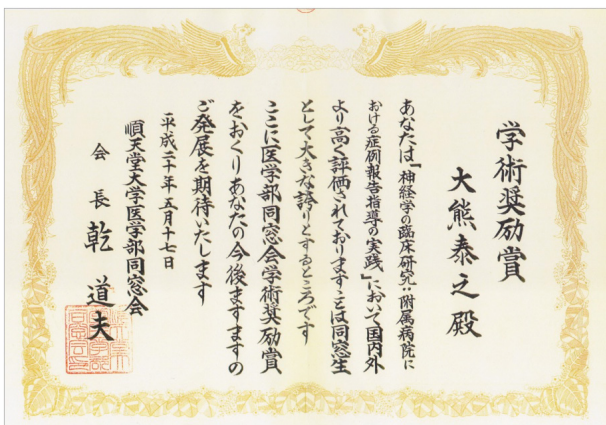 学術奨励賞
大熊泰之殿
あなたは「神経学の臨床研究:附属病院に
おける症例報告指導の実践」において国内外
より高く評価されておりますことは同窓生
として大きな誇りとするところです
ここに医学部同窓会学術奨励賞
をおくりあなたの今後ますますの
ご発展を期待いたします
平成二十年五月十七日
順天堂大学医学部同窓会
会長 乾道夫